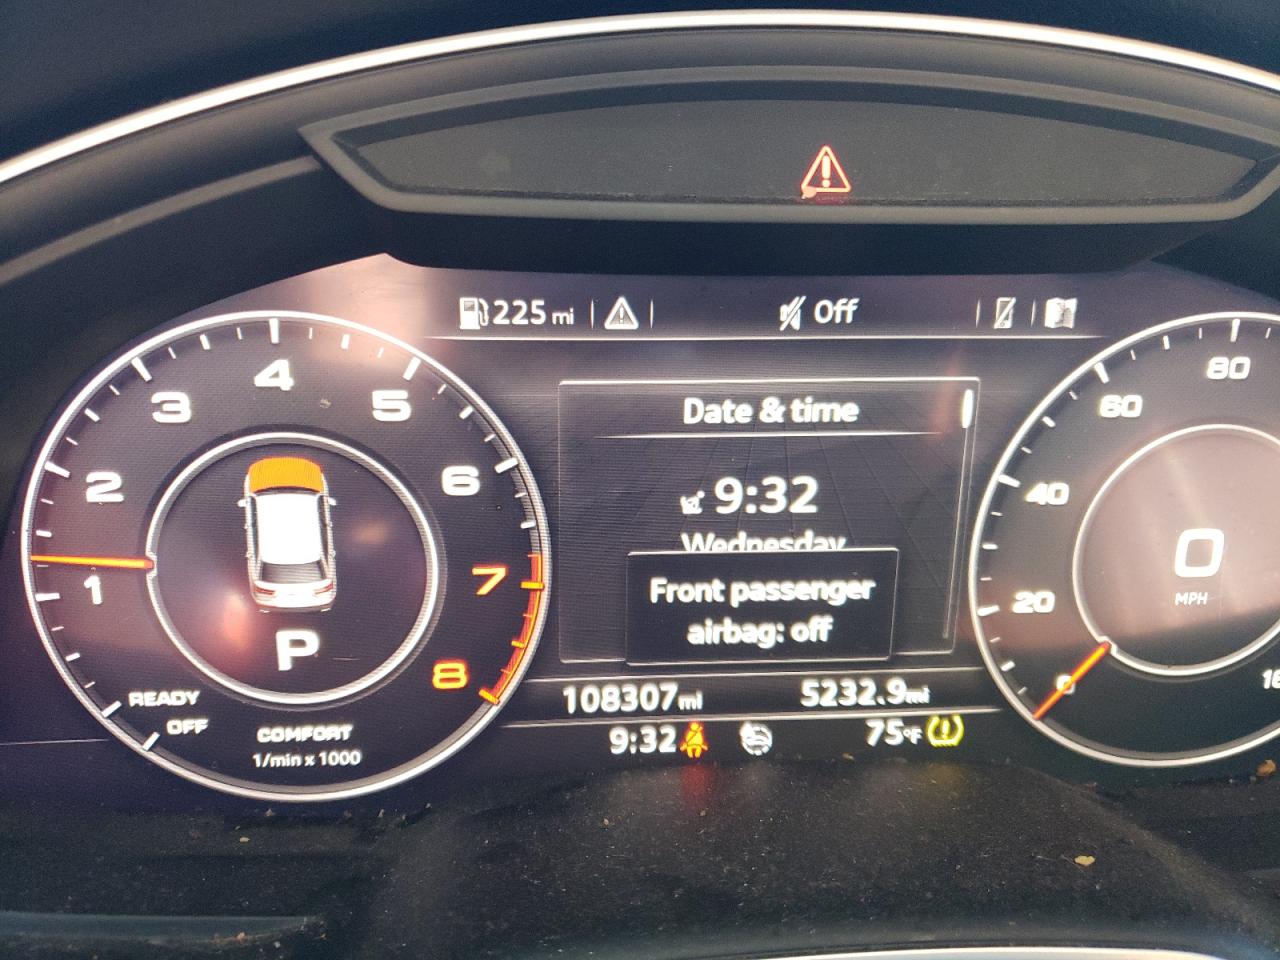 225 mi
Off
Date & time
9:32
Wednesday
Front passenger
airbag: off
1
2
3
4
5
6
7
8
P
READY
OFF
COMFORT
1/min x 1000
0
20
40
60
80
0
MPH
108307 mi
5232.9 mi
9:32
75°F